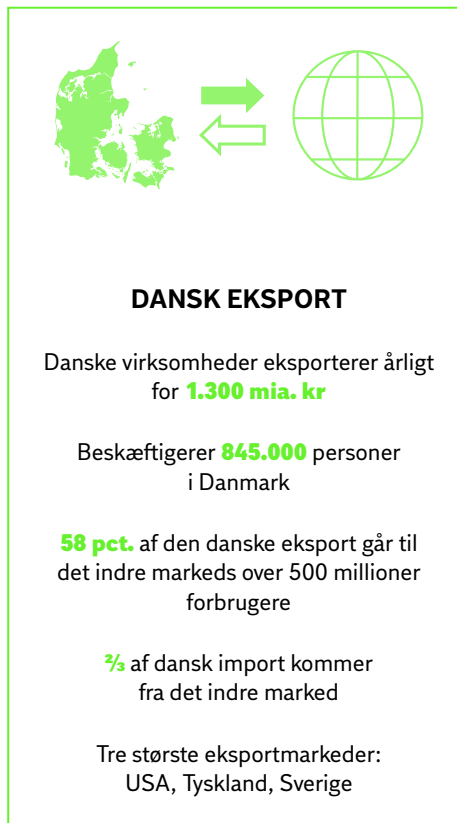 DANSK EKSPORT
Danske virksomheder eksporterer årligt
for 1.300 mia. kr
Beskæftigerer 845.000 personer
i Danmark
58 pct. af den danske eksport går til
det indre markeds over 500 millioner
forbrugere
⅔ af dansk import kommer
fra det indre marked
Tre største eksportmarkeder:
USA, Tyskland, Sverige